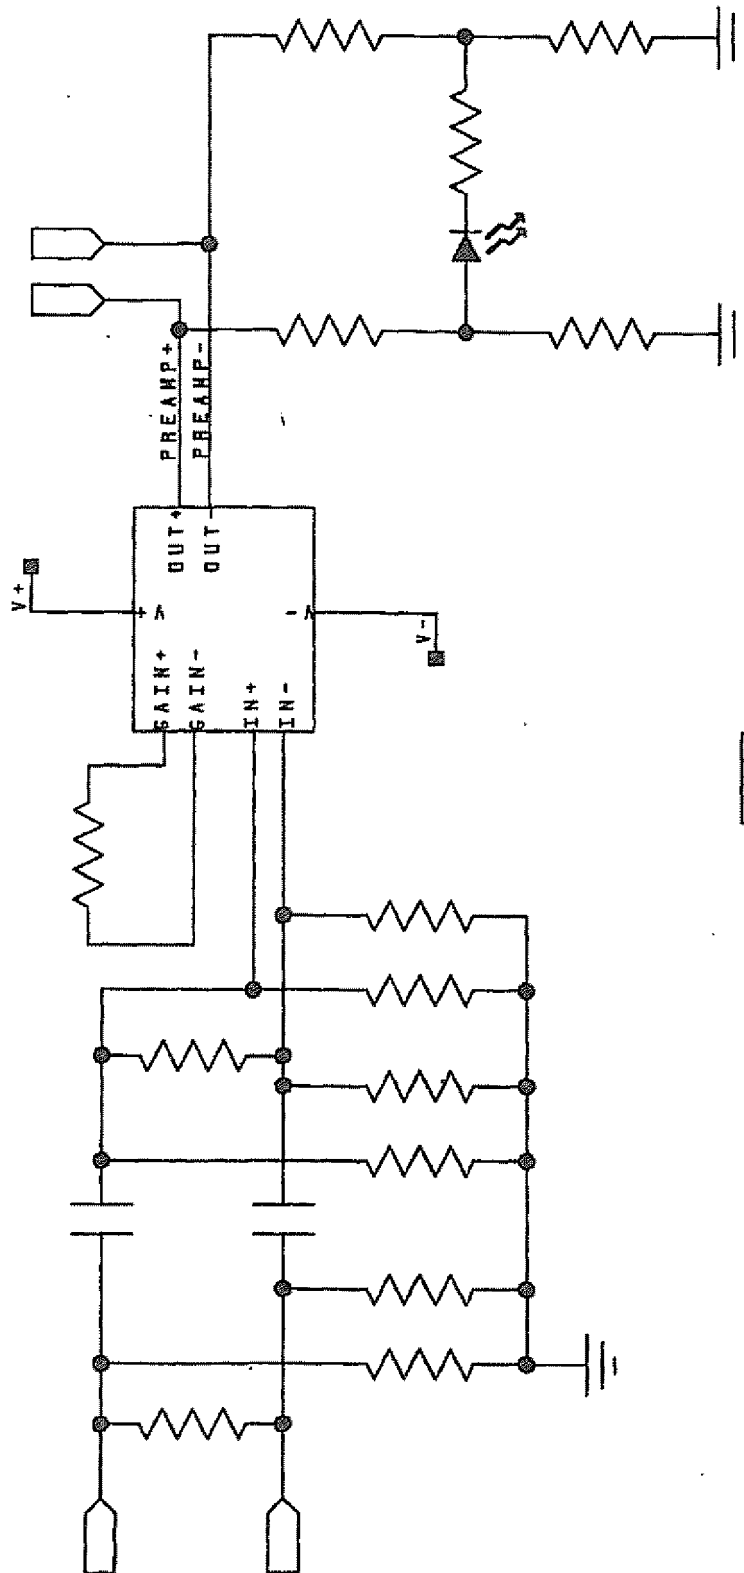 PREAMP+
PREAMP-
OUT+
OUT-
V+
+V
-V
V-
GAIN+
GAIN-
IN+
IN-